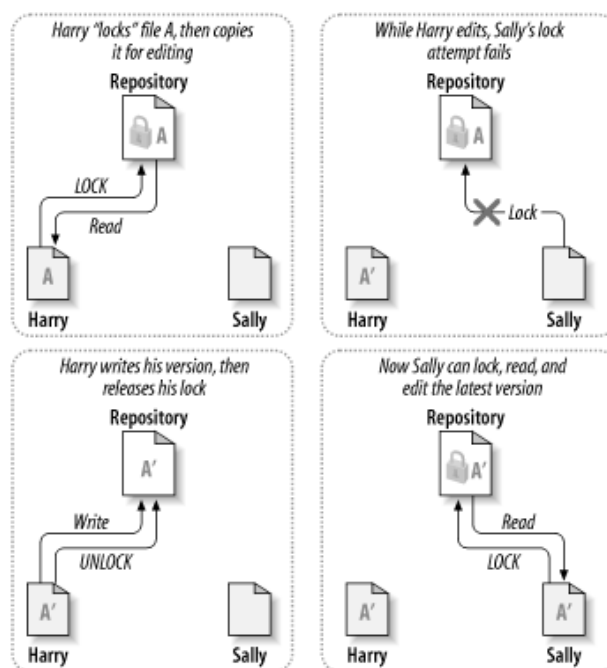 Harry “locks” file A, then copies
it for editing
Repository
A
LOCK
Read
A
Harry
Sally
While Harry edits, Sally’s lock
attempt fails
Repository
A
Lock
A’
Harry
Sally
Harry writes his version, then
releases his lock
Repository
A’
Write
UNLOCK
A’
Harry
Sally
Now Sally can lock, read, and
edit the latest version
Repository
A’
Read
LOCK
A’
A’
Harry
Sally